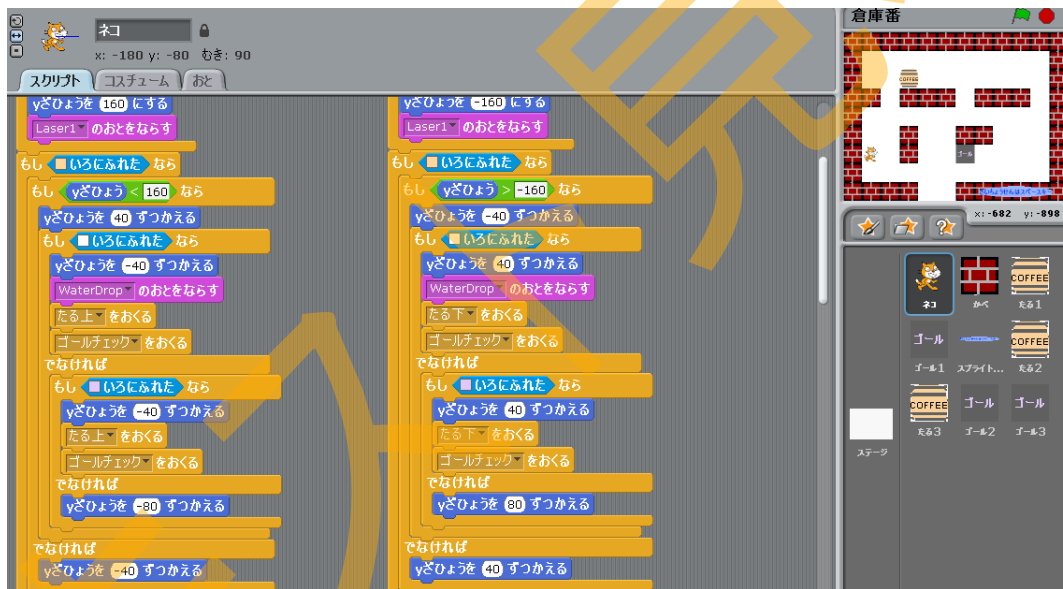 ネコ
x: -180 y: -80 むき: 90
スクリプト コスチューム おと
yざひょうを 160 にする
Laser1 のおとをならす
もし いろにふれた なら
もし yざひょう < 160 なら
yざひょうを 40 ずつかえる
もし いろにふれた なら
yざひょうを -40 ずつかえる
WaterDrop のおとをならす
たる上 をおくる
ゴールチェック をおくる
でなければ
もし いろにふれた なら
yざひょうを -40 ずつかえる
たる上 をおくる
ゴールチェック をおくる
でなければ
yざひょうを -80 ずつかえる
でなければ
yざひょうを -40 ずつかえる
yざひょうを -160 にする
Laser1 のおとをならす
もし いろにふれた なら
もし yざひょう > -160 なら
yざひょうを -40 ずつかえる
もし いろにふれた なら
yざひょうを 40 ずつかえる
WaterDrop のおとをならす
たる下 をおくる
ゴールチェック をおくる
でなければ
もし いろにふれた なら
yざひょうを 40 ずつかえる
たる下 をおくる
ゴールチェック をおくる
でなければ
yざひょうを 80 ずつかえる
でなければ
yざひょうを 40 ずつかえる
倉庫番
COFFEE
ゴール
x: -682 y: -898
COFFEE
ネコ かべ たる1
ゴール COFFEE
ゴール1 スプライト... たる2
COFFEE ゴール ゴール
たる3 ゴール2 ゴール3
ステージ